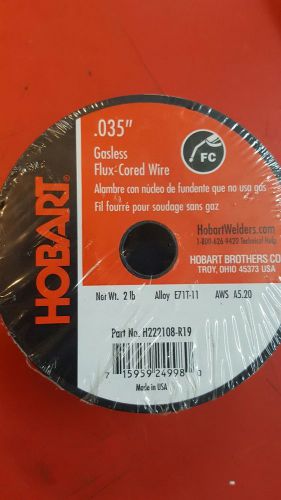 HOBART®
.035"
FC
Gasless
Flux-Cored Wire
Alambre con núcleo de fundente que no usa gas
Fil fourré pour soudage sans gaz
HobartWelders.com
1-800-626-9420 Technical Help
HOBART BROTHERS CO
TROY, OHIO 45373 USA
Net Wt. 2 lb Alloy E71T-11 AWS A5.20
Part No. H222108-R19
7 15959 24998 0
Made in USA